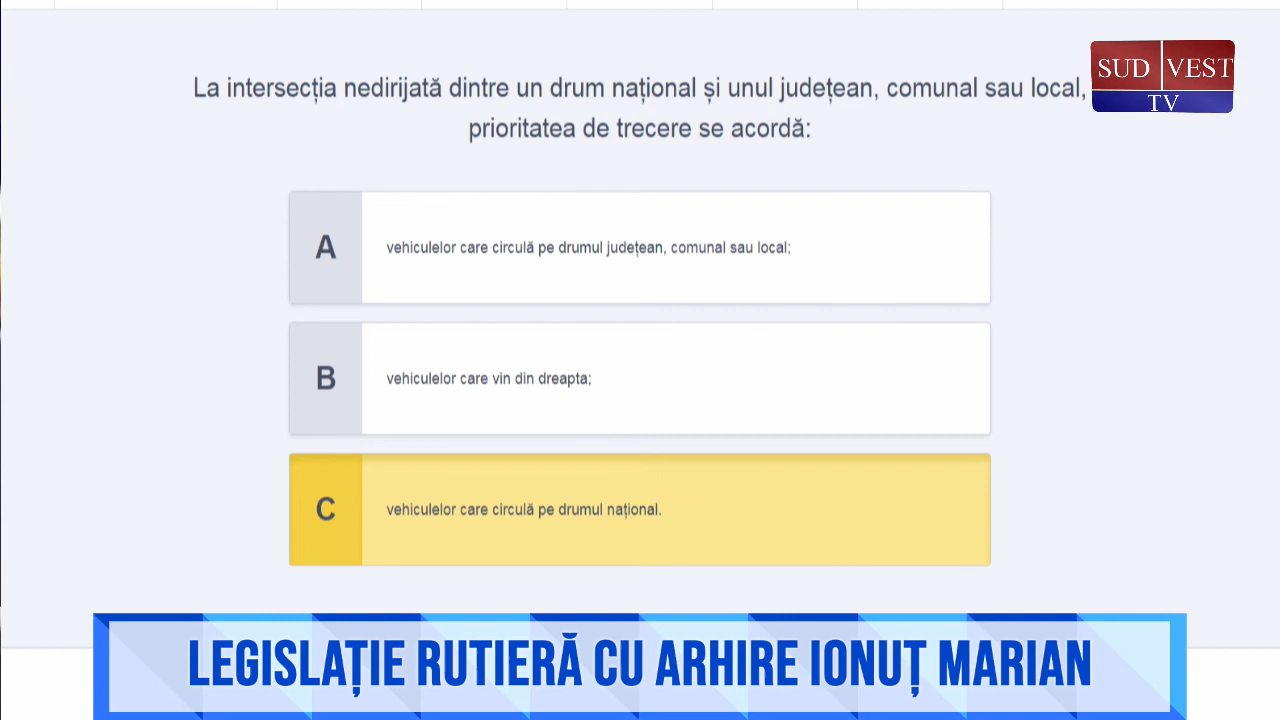 La intersecția nedirijată dintre un drum național și unul județean, comunal sau local,
prioritatea de trecere se acordă:
SUD VEST
TV
A vehiculelor care circulă pe drumul județean, comunal sau local;
B vehiculelor care vin din dreapta;
C vehiculelor care circulă pe drumul național.
LEGISLAȚIE RUTIERĂ CU ARHIRE IONUȚ MARIAN